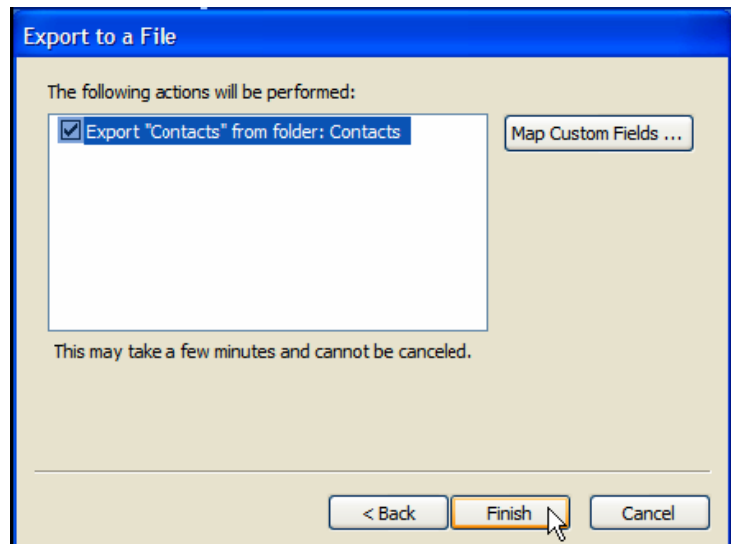 Export to a File
The following actions will be performed:
Export "Contacts" from folder: Contacts
Map Custom Fields ...
This may take a few minutes and cannot be canceled.
< Back
Finish
Cancel